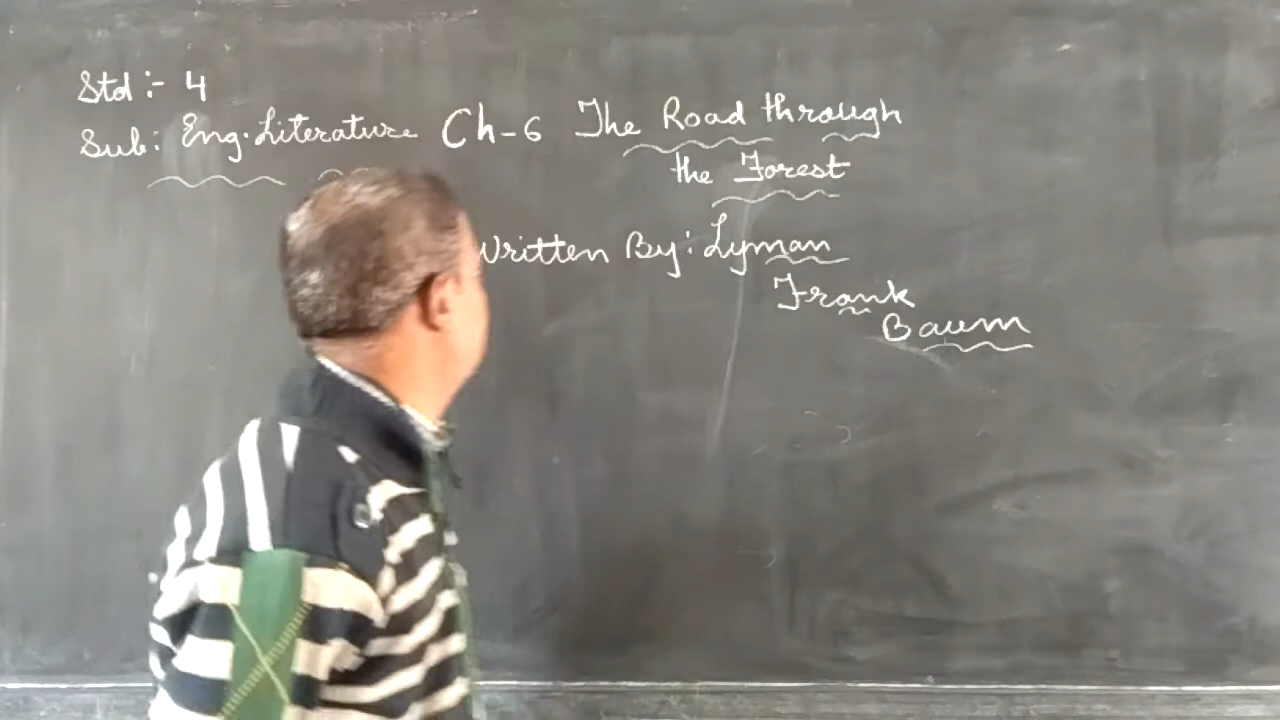 Std :- 4
Sub: Eng. Literature Ch-6 The Road through
the Forest
Written By: Lyman
Frank
Baum